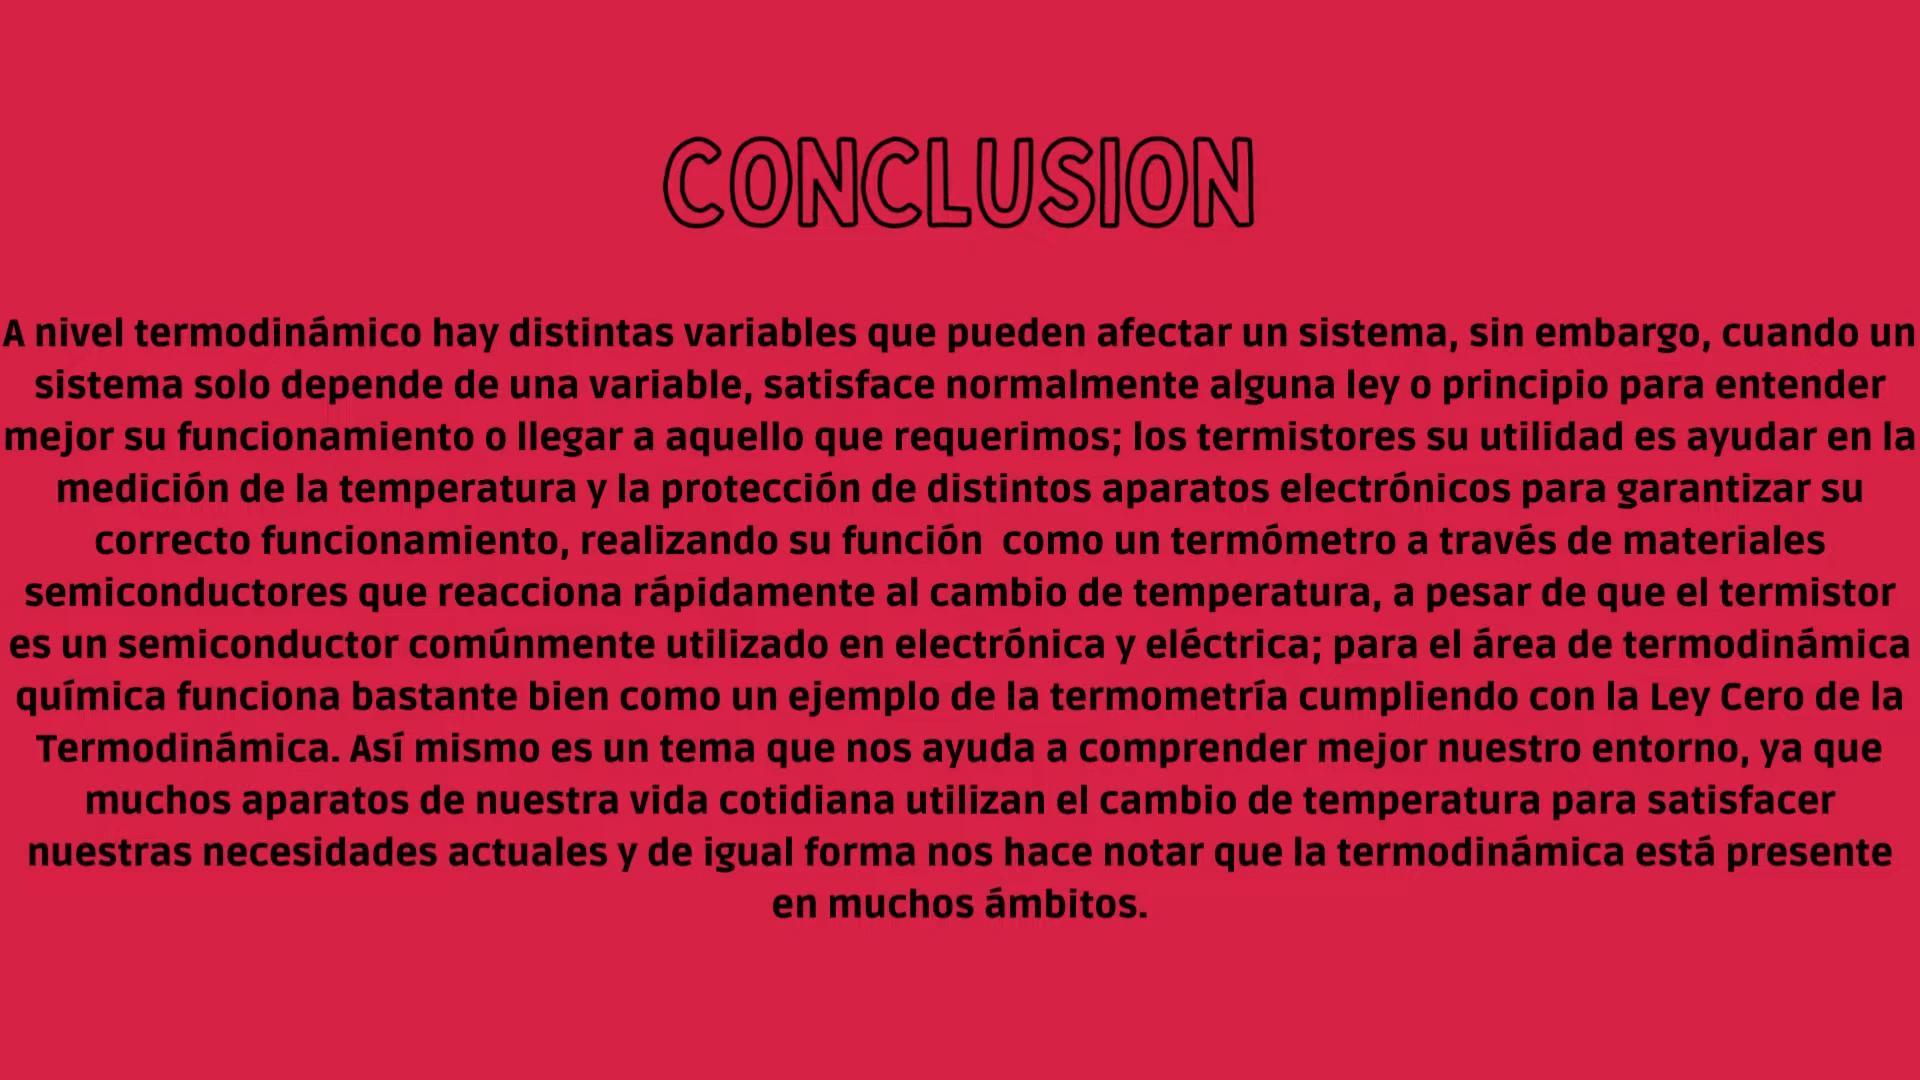 CONCLUSION
A nivel termodinámico hay distintas variables que pueden afectar un sistema, sin embargo, cuando un
sistema solo depende de una variable, satisface normalmente alguna ley o principio para entender
mejor su funcionamiento o llegar a aquello que requerimos; los termistores su utilidad es ayudar en la
medición de la temperatura y la protección de distintos aparatos electrónicos para garantizar su
correcto funcionamiento, realizando su función  como un termómetro a través de materiales
semiconductores que reacciona rápidamente al cambio de temperatura, a pesar de que el termistor
es un semiconductor comúnmente utilizado en electrónica y eléctrica; para el área de termodinámica
química funciona bastante bien como un ejemplo de la termometría cumpliendo con la Ley Cero de la
Termodinámica. Así mismo es un tema que nos ayuda a comprender mejor nuestro entorno, ya que
muchos aparatos de nuestra vida cotidiana utilizan el cambio de temperatura para satisfacer
nuestras necesidades actuales y de igual forma nos hace notar que la termodinámica está presente
en muchos ámbitos.